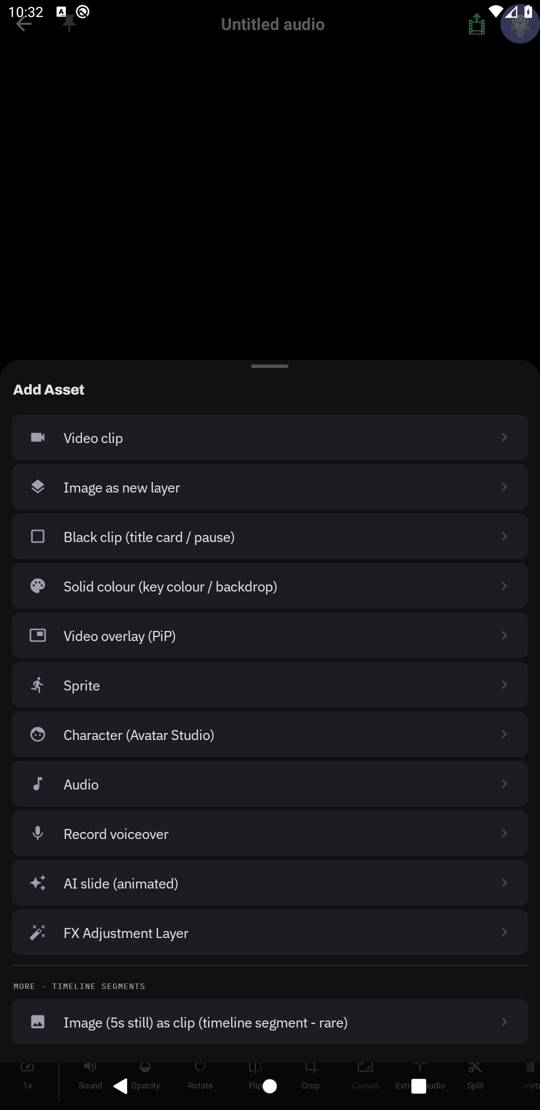 10:32
Untitled audio
Add Asset
Video clip
Image as new layer
Black clip (title card / pause)
Solid colour (key colour / backdrop)
Video overlay (PiP)
Sprite
Character (Avatar Studio)
Audio
Record voiceover
AI slide (animated)
FX Adjustment Layer
MORE - TIMELINE SEGMENTS
Image (5s still) as clip (timeline segment - rare)
1x Sound Opacity Rotate Crop Canvas Split